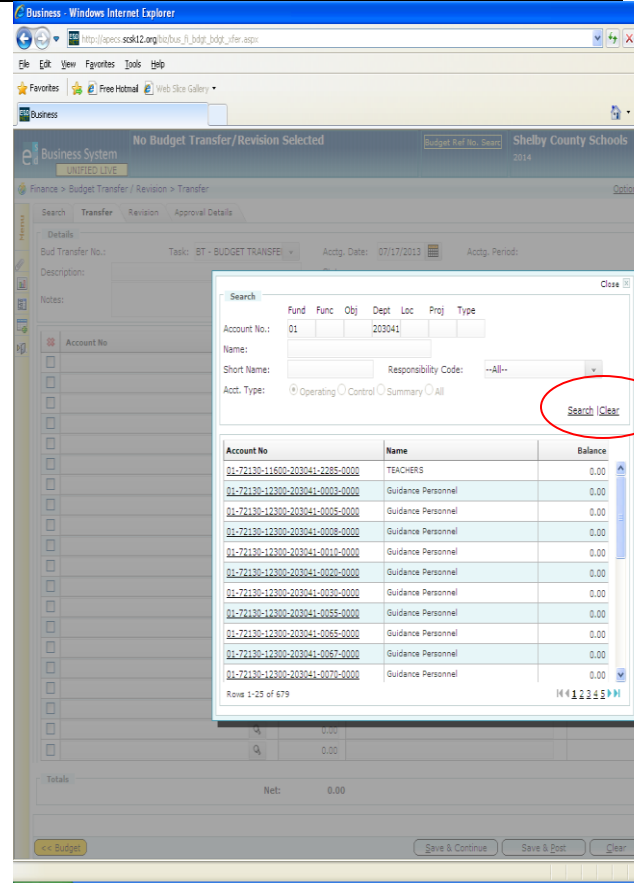 Business - Windows Internet Explorer
http://apecs.scsk12.org/biz/bus_fi_bdgt_bdgt_xfer.aspx
File Edit View Favorites Tools Help
Favorites Free Hotmail Web Slice Gallery
Business
No Budget Transfer/Revision Selected Budget Ref No. Searc Shelby County Schools
Business System 2014
UNIFIED LIVE
Finance > Budget Transfer / Revision > Transfer Option
Search Transfer Revision Approval Details
Menu
Details
Bud Transfer No.: Task: BT - BUDGET TRANSFE Acctg. Date: 07/17/2013 Acctg. Period:
Description:
Notes:
Account No
Close
Search
Fund Func Obj Dept Loc Proj Type
Account No.: 01 203041
Name:
Short Name: Responsibility Code: --All--
Acct. Type: Operating Control Summary All
Search | Clear
Account No Name Balance
01-72130-11600-203041-2285-0000 TEACHERS 0.00
01-72130-12300-203041-0003-0000 Guidance Personnel 0.00
01-72130-12300-203041-0005-0000 Guidance Personnel 0.00
01-72130-12300-203041-0008-0000 Guidance Personnel 0.00
01-72130-12300-203041-0010-0000 Guidance Personnel 0.00
01-72130-12300-203041-0020-0000 Guidance Personnel 0.00
01-72130-12300-203041-0030-0000 Guidance Personnel 0.00
01-72130-12300-203041-0055-0000 Guidance Personnel 0.00
01-72130-12300-203041-0065-0000 Guidance Personnel 0.00
01-72130-12300-203041-0067-0000 Guidance Personnel 0.00
01-72130-12300-203041-0070-0000 Guidance Personnel 0.00
Rows 1-25 of 679 1 2 3 4 5
0.00
0.00
Totals
Net: 0.00
<< Budget Save & Continue Save & Post Clear